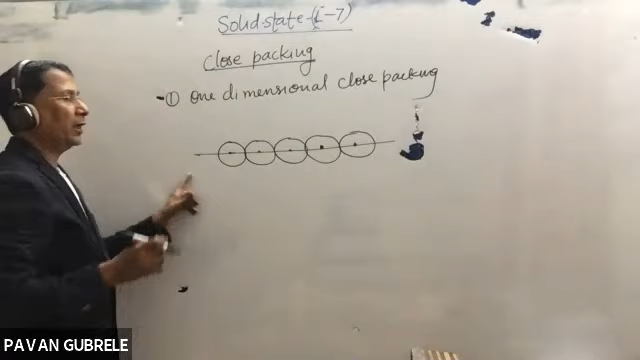 Solid state (L-7)
Close packing
① One dimensional close packing
PAVAN GUBRELE